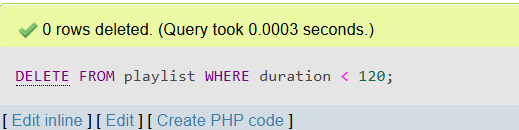 0 rows deleted. (Query took 0.0003 seconds.)
DELETE FROM playlist WHERE duration < 120;
[ Edit inline ] [ Edit ] [ Create PHP code ]